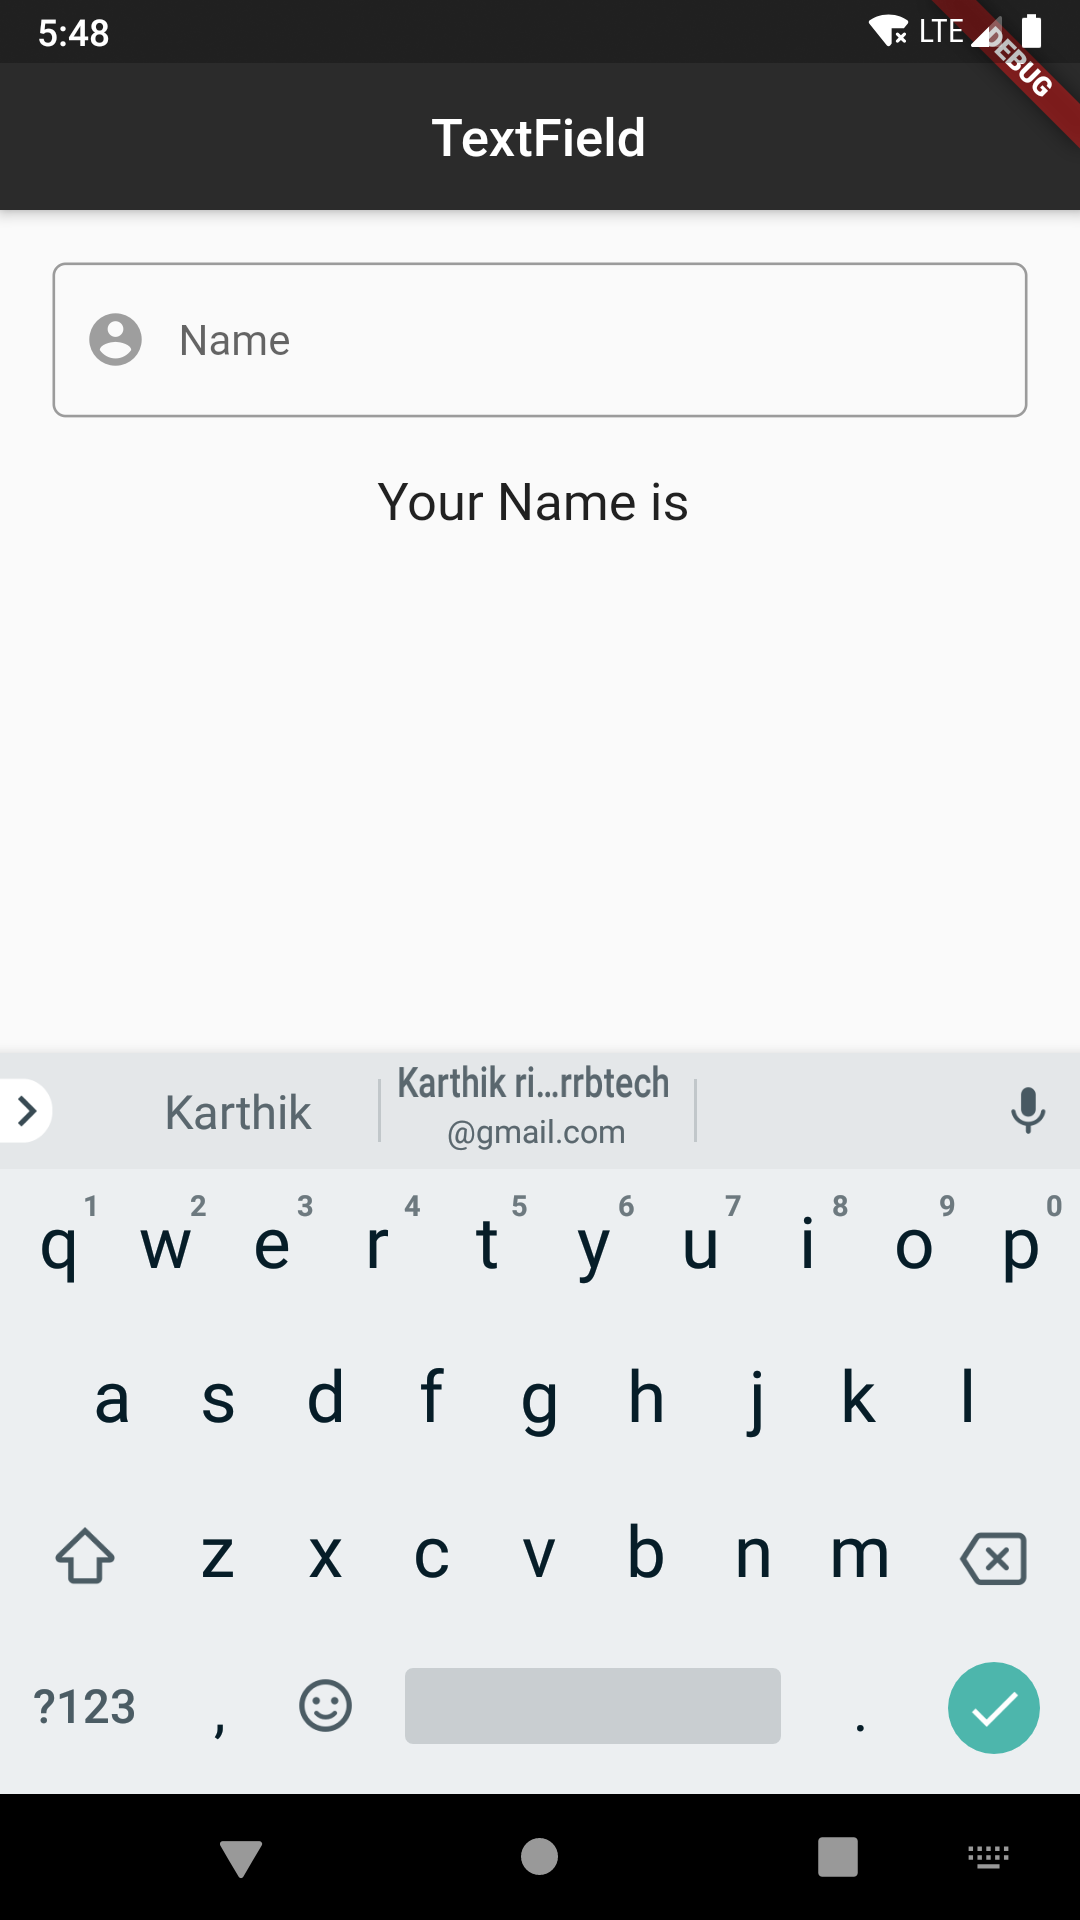 5:48
LTE
DEBUG
TextField
Name
Your Name is
Karthik
Karthik ri...rrbtech
@gmail.com
1 2 3 4 5 6 7 8 9 0
q w e r t y u i o p
a s d f g h j k l
z x c v b n m
?123 , .